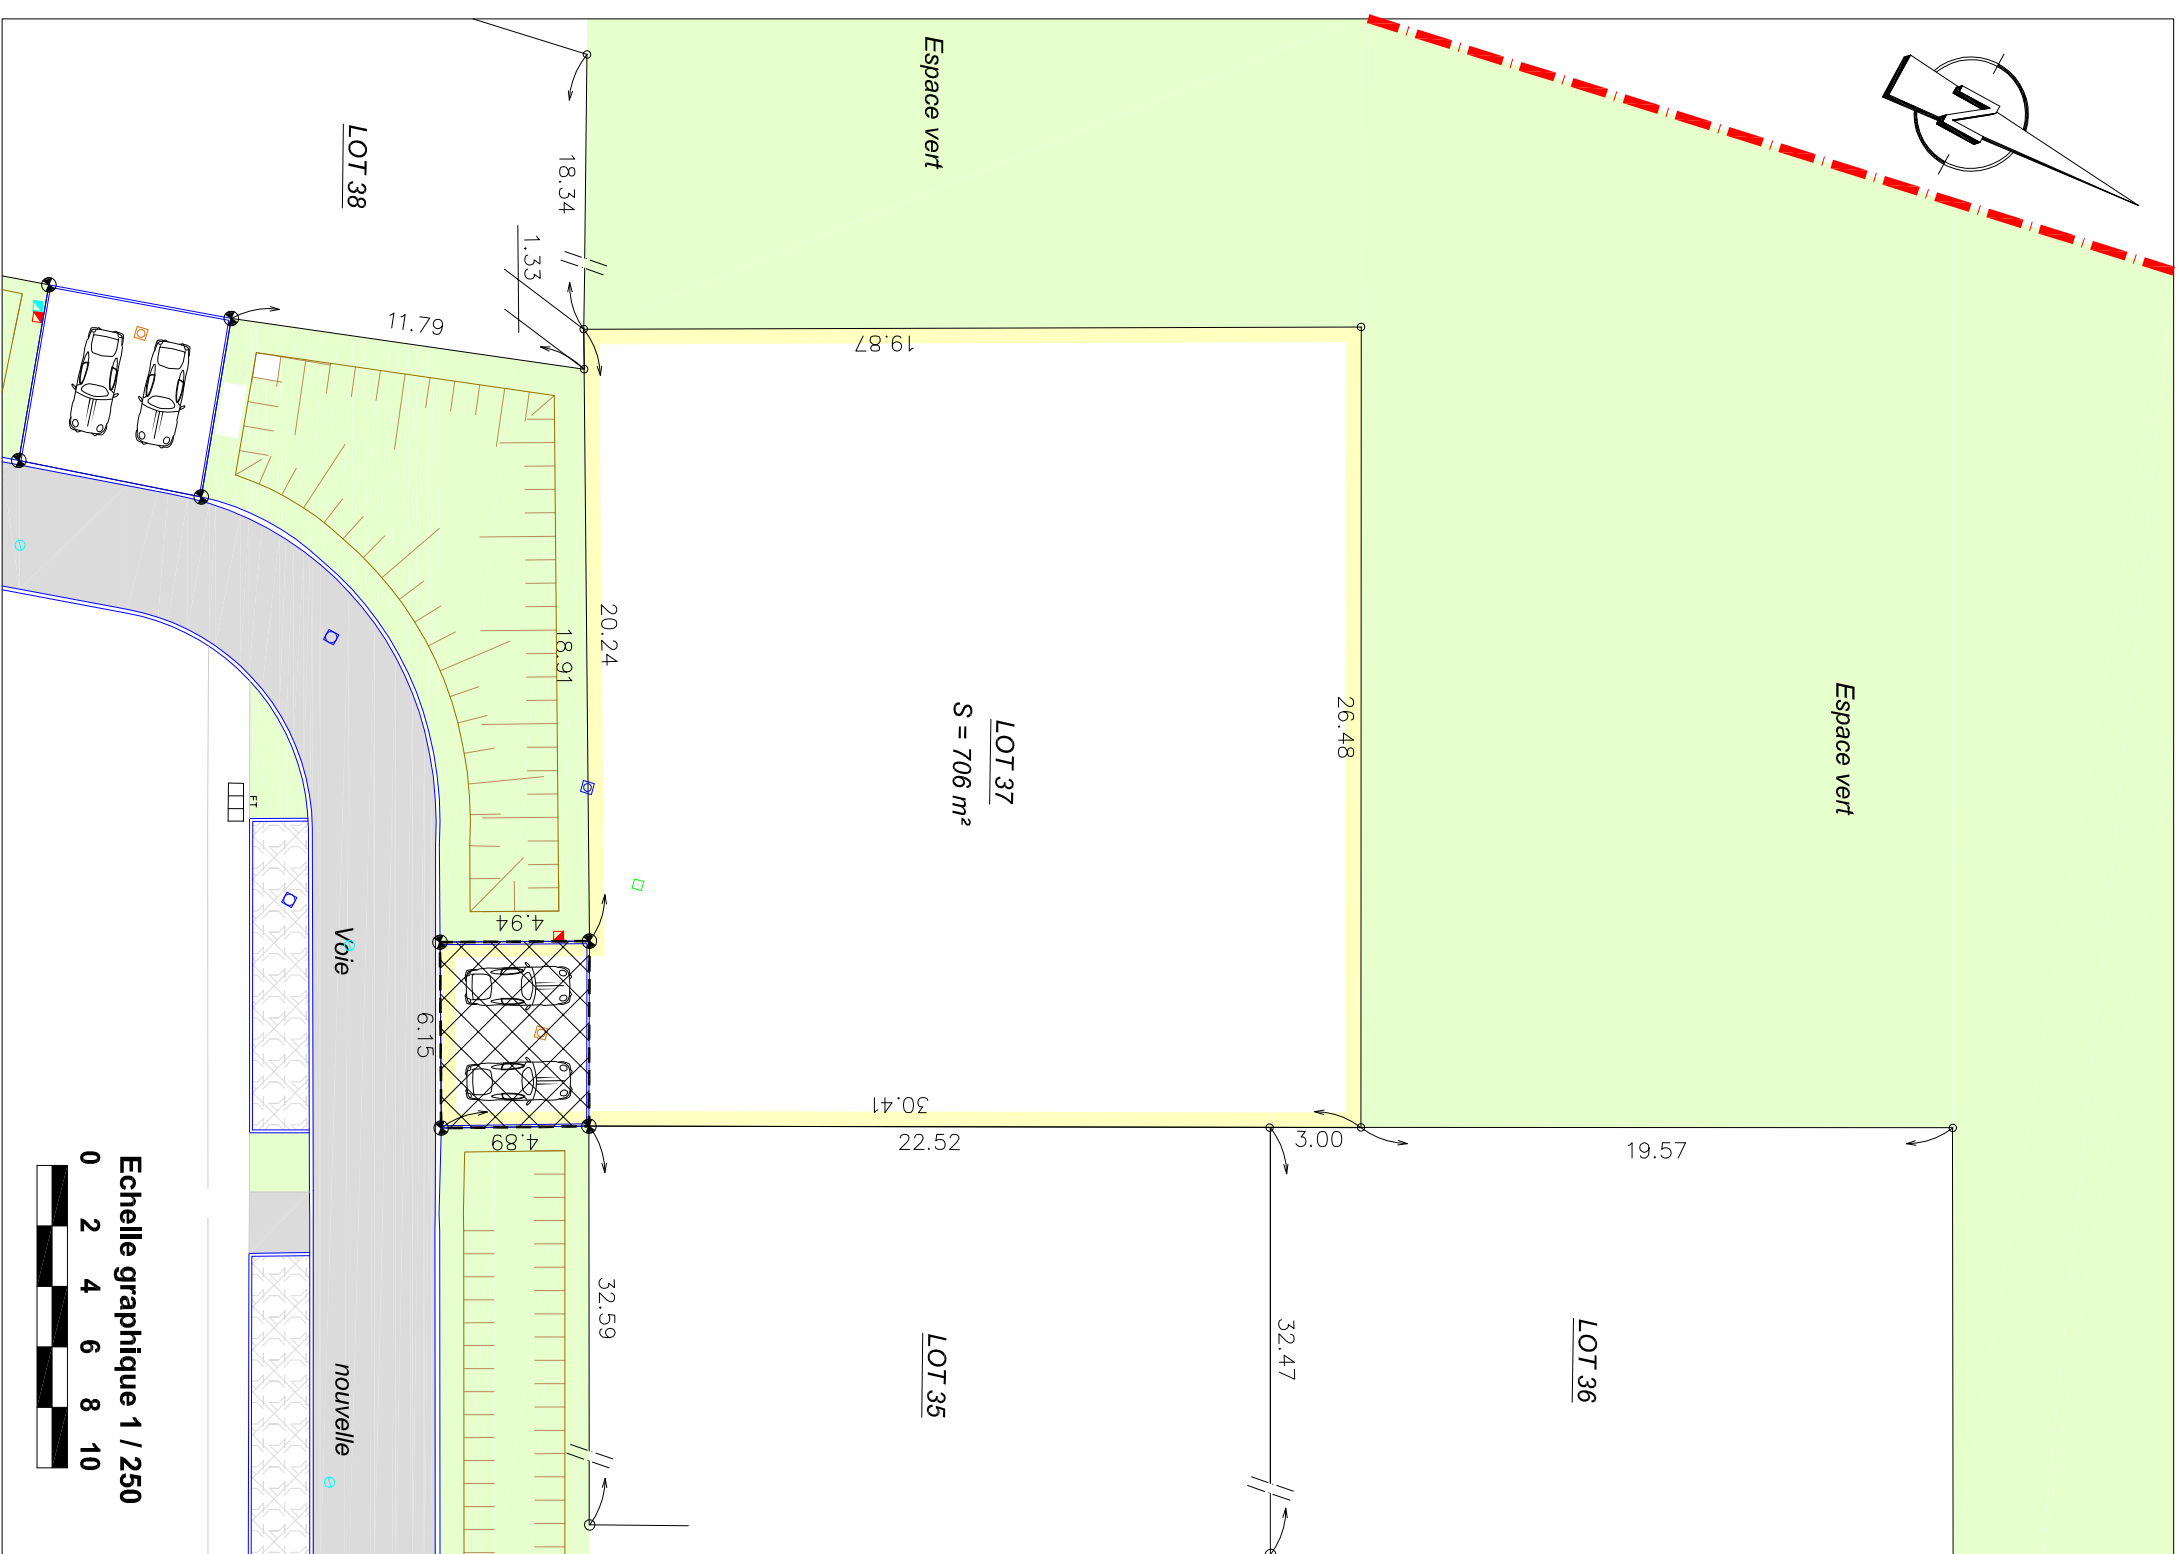 Espace vert
N
LOT 38
18.34
1.33
11.79
19.87
20.24
18.91
26.48
LOT 37
S = 706 m²
Espace vert
FT
4.94
Voie
6.15
4.89
30.41
22.52
3.00
19.57
32.59
32.47
LOT 35
LOT 36
nouvelle
Echelle graphique 1 / 250
0 2 4 6 8 10